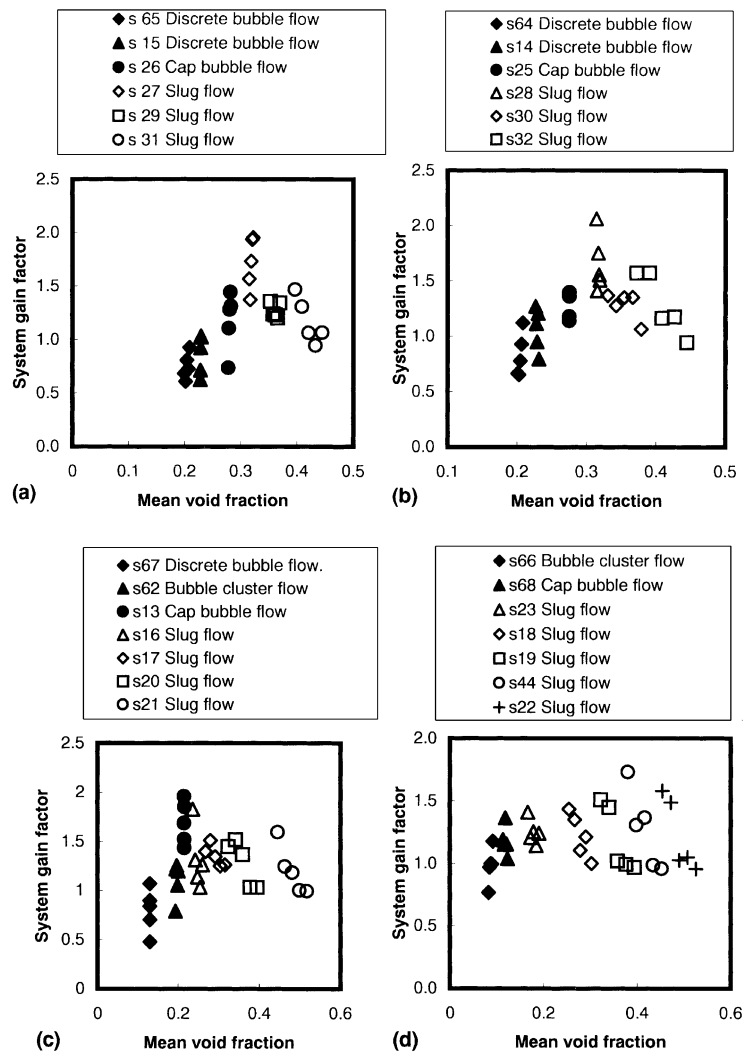 s 65 Discrete bubble flow
s 15 Discrete bubble flow
s 26 Cap bubble flow
s 27 Slug flow
s 29 Slug flow
s 31 Slug flow
2.5
2.0
1.5
1.0
0.5
0.0
System gain factor
0
0.1
0.2
0.3
0.4
0.5
(a)
Mean void fraction
s64 Discrete bubble flow
s14 Discrete bubble flow
s25 Cap bubble flow
s28 Slug flow
s30 Slug flow
s32 Slug flow
2.5
2.0
1.5
1.0
0.5
0.0
System gain factor
0.1
0.2
0.3
0.4
0.5
(b)
Mean void fraction
s67 Discrete bubble flow.
s62 Bubble cluster flow
s13 Cap bubble flow
s16 Slug flow
s17 Slug flow
s20 Slug flow
s21 Slug flow
2.5
2
1.5
1
0.5
0
System gain factor
0
0.2
0.4
0.6
(c)
Mean void fraction
s66 Bubble cluster flow
s68 Cap bubble flow
s23 Slug flow
s18 Slug flow
s19 Slug flow
s44 Slug flow
s22 Slug flow
2.0
1.5
1.0
0.5
0.0
System gain factor
0
0.2
0.4
0.6
(d)
Mean void fraction